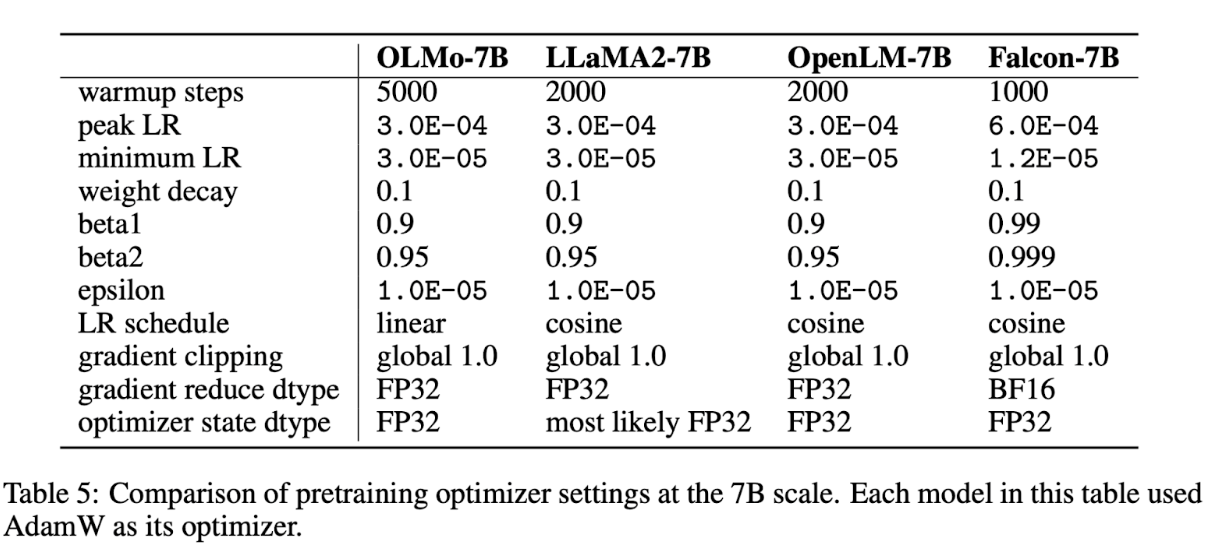 OLMo-7B LLaMA2-7B OpenLM-7B Falcon-7B
warmup steps 5000 2000 2000 1000
peak LR 3.0E-04 3.0E-04 3.0E-04 6.0E-04
minimum LR 3.0E-05 3.0E-05 3.0E-05 1.2E-05
weight decay 0.1 0.1 0.1 0.1
beta1 0.9 0.9 0.9 0.99
beta2 0.95 0.95 0.95 0.999
epsilon 1.0E-05 1.0E-05 1.0E-05 1.0E-05
LR schedule linear cosine cosine cosine
gradient clipping global 1.0 global 1.0 global 1.0 global 1.0
gradient reduce dtype FP32 FP32 FP32 BF16
optimizer state dtype FP32 most likely FP32 FP32 FP32
Table 5: Comparison of pretraining optimizer settings at the 7B scale. Each model in this table used
AdamW as its optimizer.